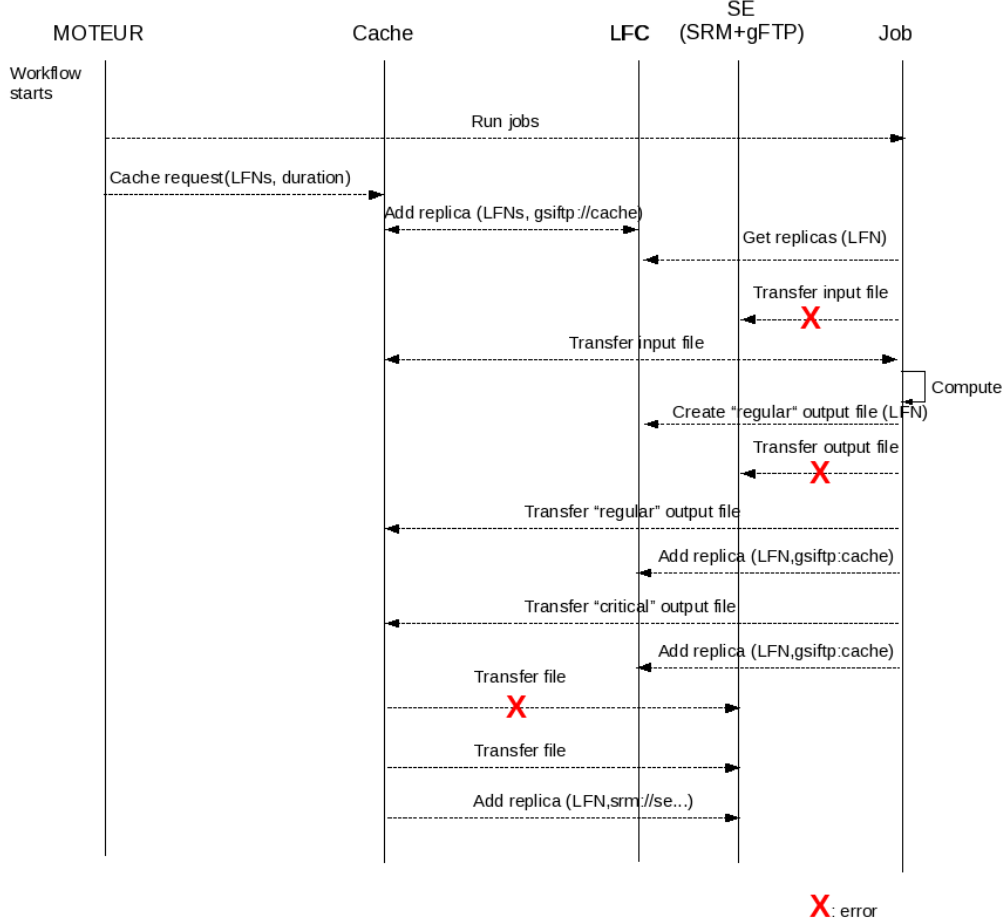 SE
MOTEUR
Cache
LFC
(SRM+gFTP)
Job
Workflow
starts
Run jobs
Cache request(LFNs, duration)
Add replica (LFNs, gsiftp://cache)
Get replicas (LFN)
Transfer input file
X
Transfer input file
Compute
Create “regular“ output file (LFN)
Transfer output file
X
Transfer “regular” output file
Add replica (LFN,gsiftp:cache)
Transfer “critical” output file
Add replica (LFN,gsiftp:cache)
Transfer file
X
Transfer file
Add replica (LFN,srm://se...)
X: error